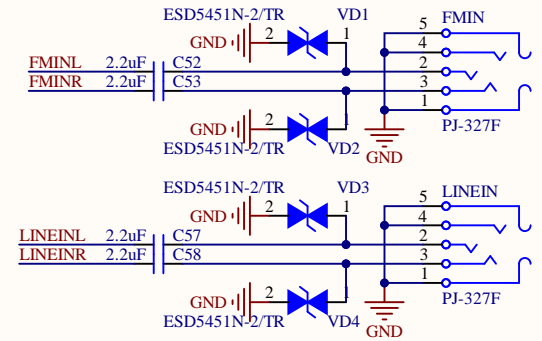 ESD5451N-2/TR VD1 FMIN
GND 2 1 5
4
FMINL 2.2uF C52 2
FMINR 2.2uF C53 3
GND 2 1 1
ESD5451N-2/TR VD2 PJ-327F
GND
ESD5451N-2/TR VD3 LINEIN
GND 2 1 5
4
LINEINL 2.2uF C57 2
LINEINR 2.2uF C58 3
GND 2 1 1
ESD5451N-2/TR VD4 PJ-327F
GND